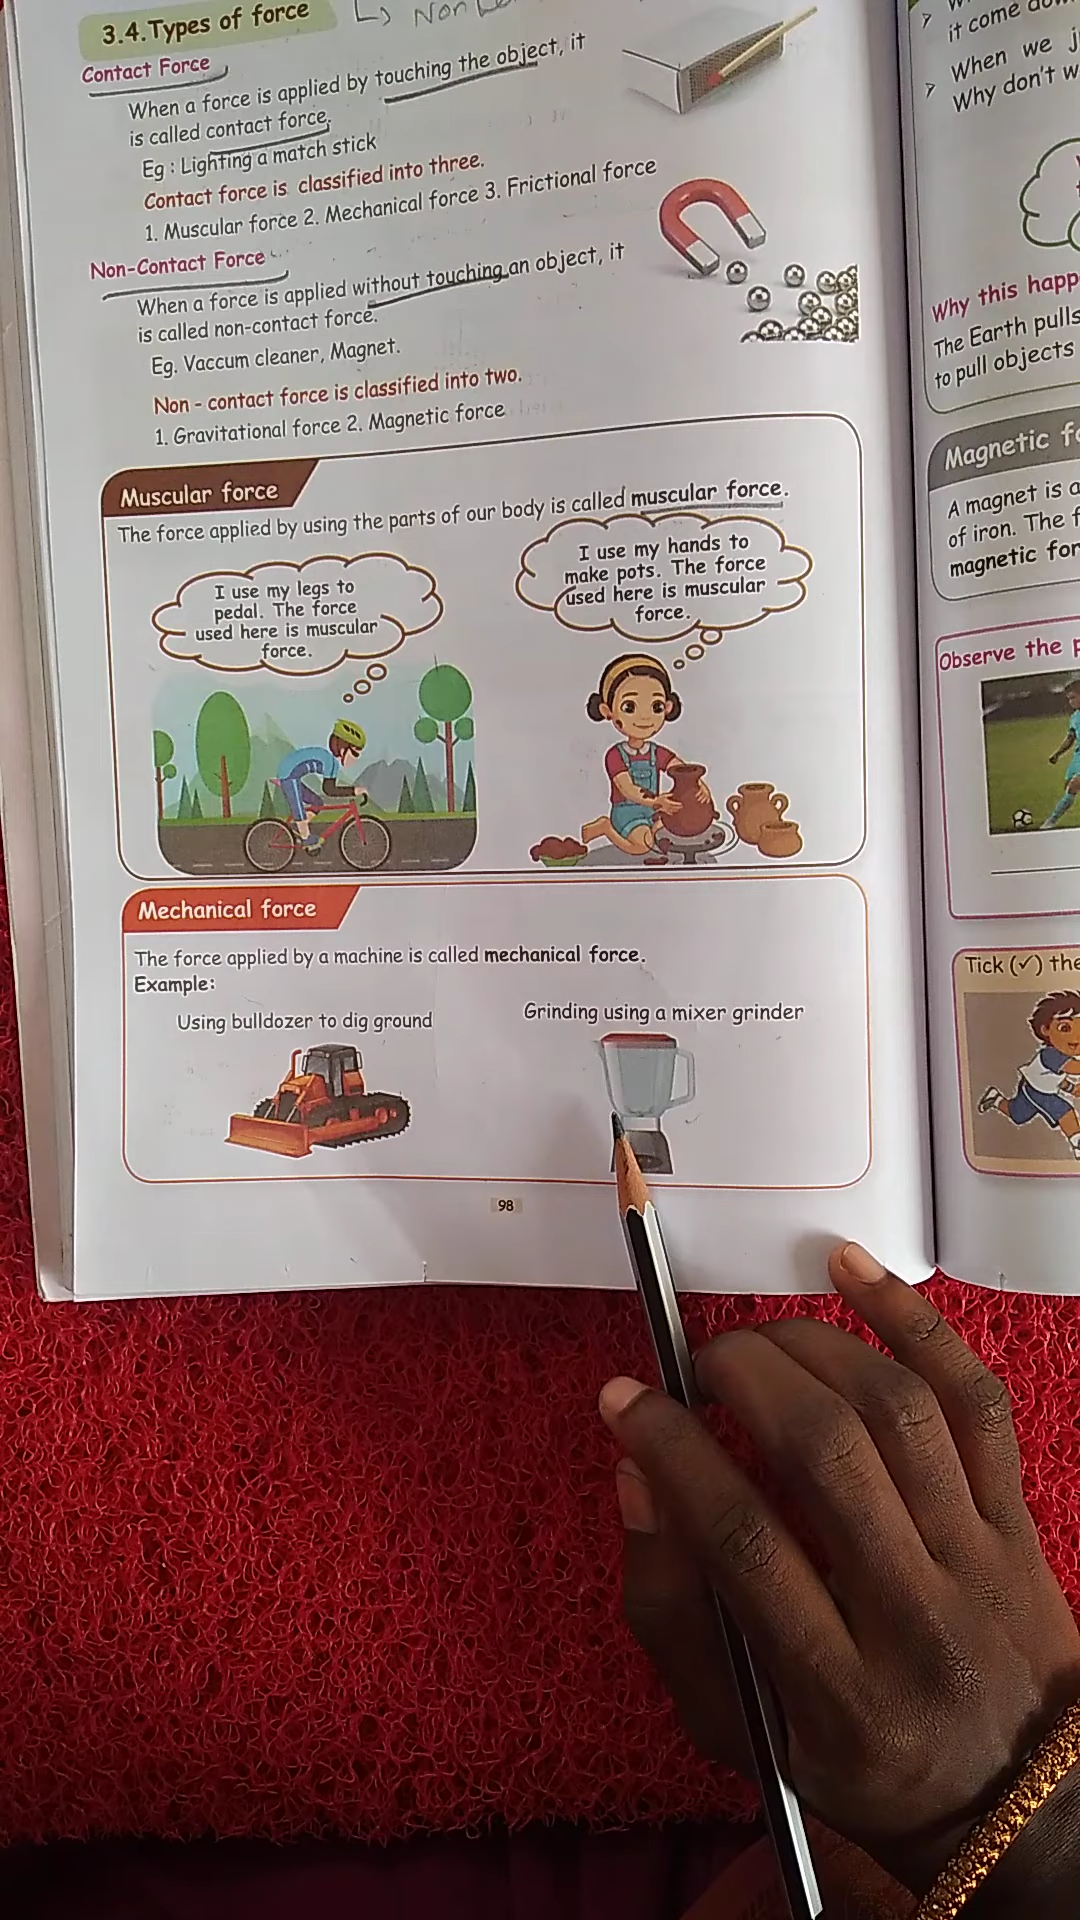 3.4.Types of force
Contact Force
When a force is applied by touching the object, it
is called contact force.
Eg : Lighting a match stick
Contact force is classified into three.
1. Muscular force 2. Mechanical force 3. Frictional force
Non-Contact Force
When a force is applied without touching an object, it
is called non-contact force.
Eg. Vaccum cleaner, Magnet.
Non - contact force is classified into two.
1. Gravitational force 2. Magnetic force
Muscular force
The force applied by using the parts of our body is called muscular force.
I use my legs to
pedal. The force
used here is muscular
force.
I use my hands to
make pots. The force
used here is muscular
force.
Mechanical force
The force applied by a machine is called mechanical force.
Example:
Using bulldozer to dig ground
Grinding using a mixer grinder
98
it come
When we
Why don't
Why this
The Earth pulls
to pull objects
Magnetic
A magnet is a
of iron. The
magnetic
Observe the
Tick (✓) the